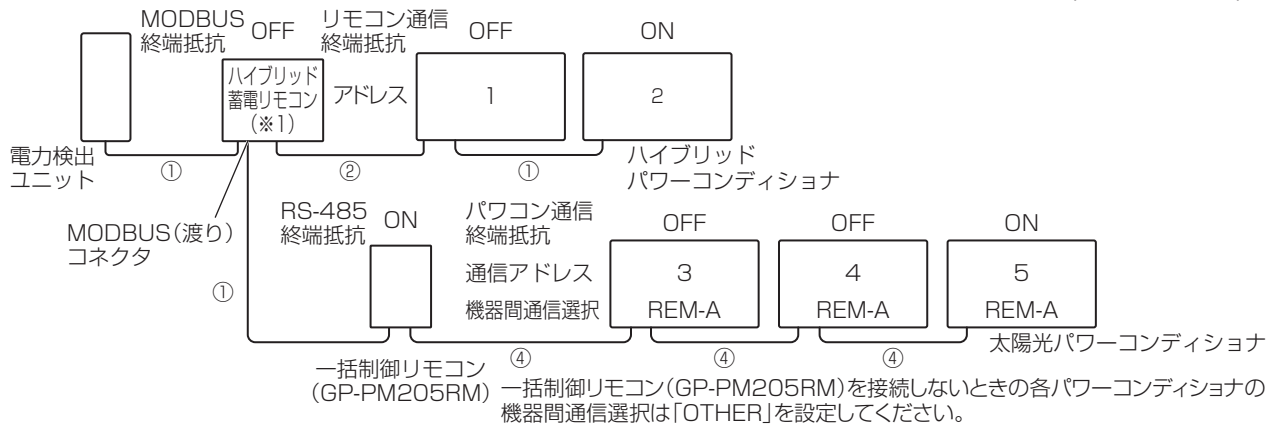 MODBUS
終端抵抗
OFF
リモコン通信
終端抵抗
OFF
ON
ハイブリッド
蓄電リモコン
(※1)
アドレス
1
2
電力検出
ユニット
①
②
①
ハイブリッド
パワーコンディショナ
MODBUS(渡り)
コネクタ
RS-485
終端抵抗
ON
パワコン通信
終端抵抗
OFF
OFF
ON
①
通信アドレス
3
4
5
機器間通信選択
REM-A
REM-A
REM-A
④
④
④
太陽光パワーコンディショナ
一括制御リモコン
(GP-PM205RM)
一括制御リモコン(GP-PM205RM)を接続しないときの各パワーコンディショナの
機器間通信選択は「OTHER」を設定してください。